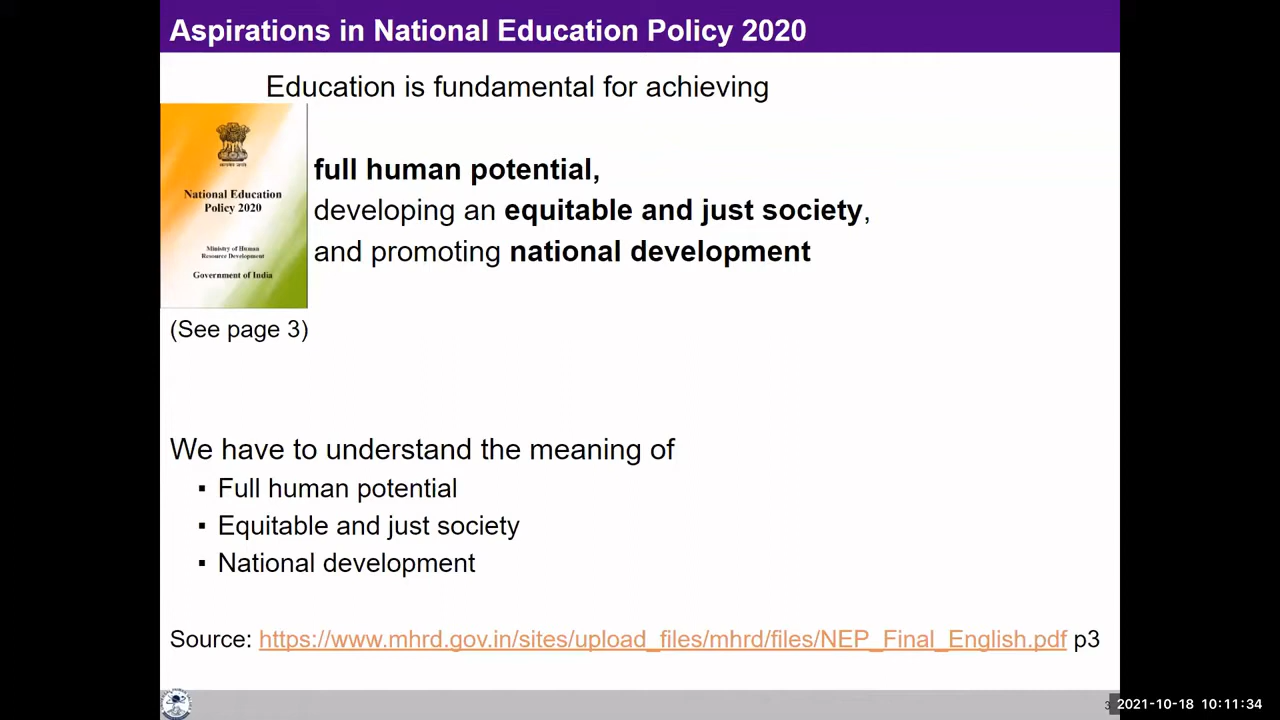 Aspirations in National Education Policy 2020
Education is fundamental for achieving
National Education
Policy 2020
Ministry of Human
Resource Development
Government of India
full human potential,
developing an equitable and just society,
and promoting national development
(See page 3)
We have to understand the meaning of
▪ Full human potential
▪ Equitable and just society
▪ National development
Source: https://www.mhrd.gov.in/sites/upload_files/mhrd/files/NEP_Final_English.pdf p3
3
2021-10-18 10:11:34